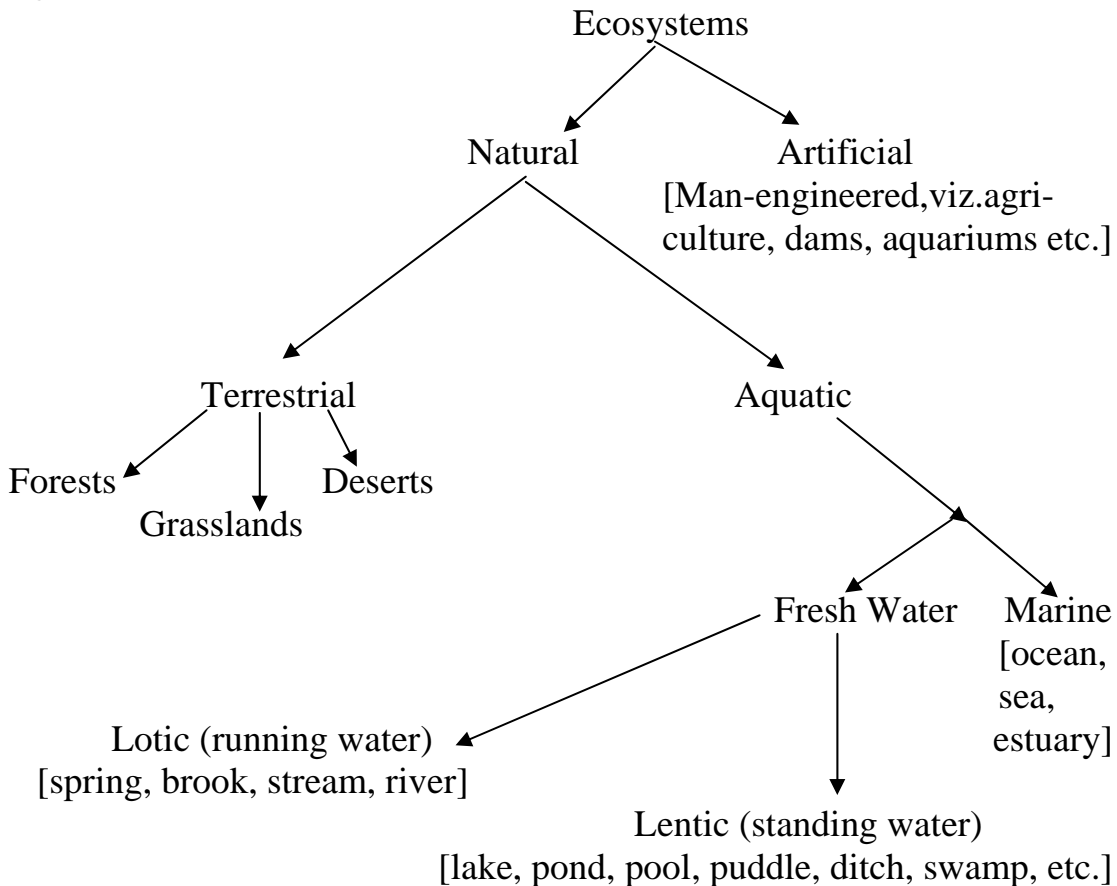 Ecosystems
Natural
Artificial
[Man-engineered,viz.agri-
culture, dams, aquariums etc.]
Terrestrial
Aquatic
Forests
Deserts
Grasslands
Fresh Water
Marine
[ocean,
sea,
estuary]
Lotic (running water)
[spring, brook, stream, river]
Lentic (standing water)
[lake, pond, pool, puddle, ditch, swamp, etc.]